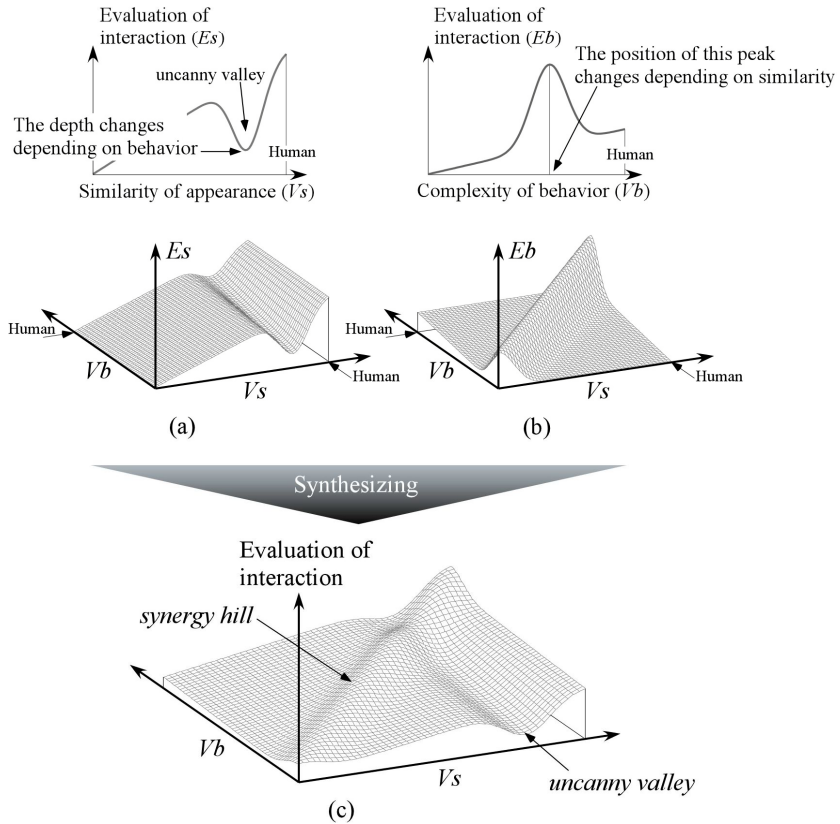 Evaluation of
interaction (Es)
uncanny valley
The depth changes
depending on behavior
Human
Similarity of appearance (Vs)
Evaluation of
interaction (Eb)
The position of this peak
changes depending on similarity
Human
Complexity of behavior (Vb)
Es
Human
Vb
Vs
Human
(a)
Eb
Human
Vb
Vs
Human
(b)
Synthesizing
Evaluation of
interaction
synergy hill
Vb
Vs
uncanny valley
(c)